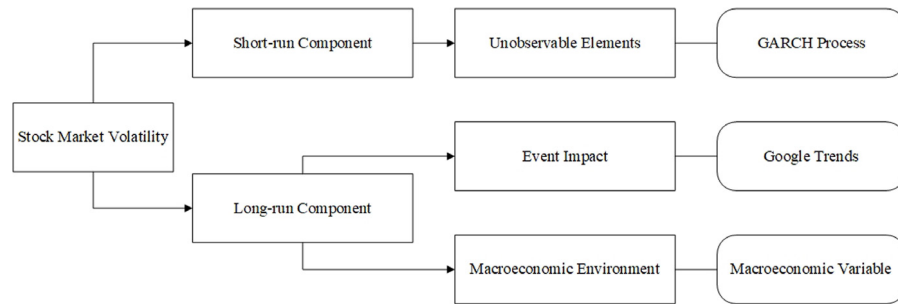 Short-run Component
Unobservable Elements
GARCH Process
Stock Market Volatility
Event Impact
Google Trends
Long-run Component
Macroeconomic Environment
Macroeconomic Variable